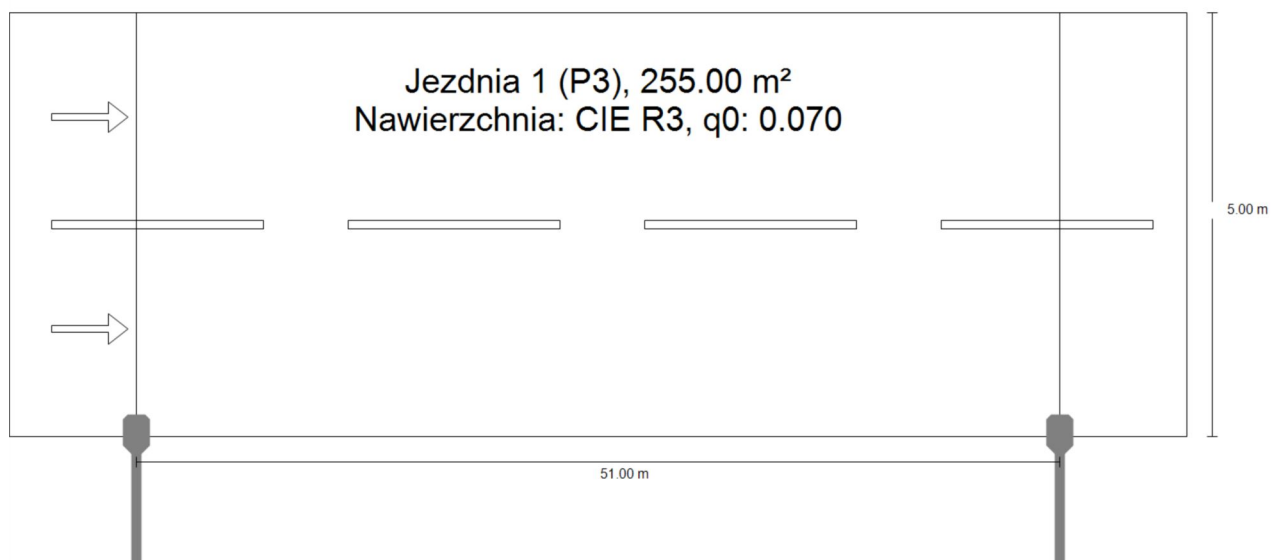 Jezdnia 1 (P3), 255.00 m²
Nawierzchnia: CIE R3, q0: 0.070
5.00 m
51.00 m